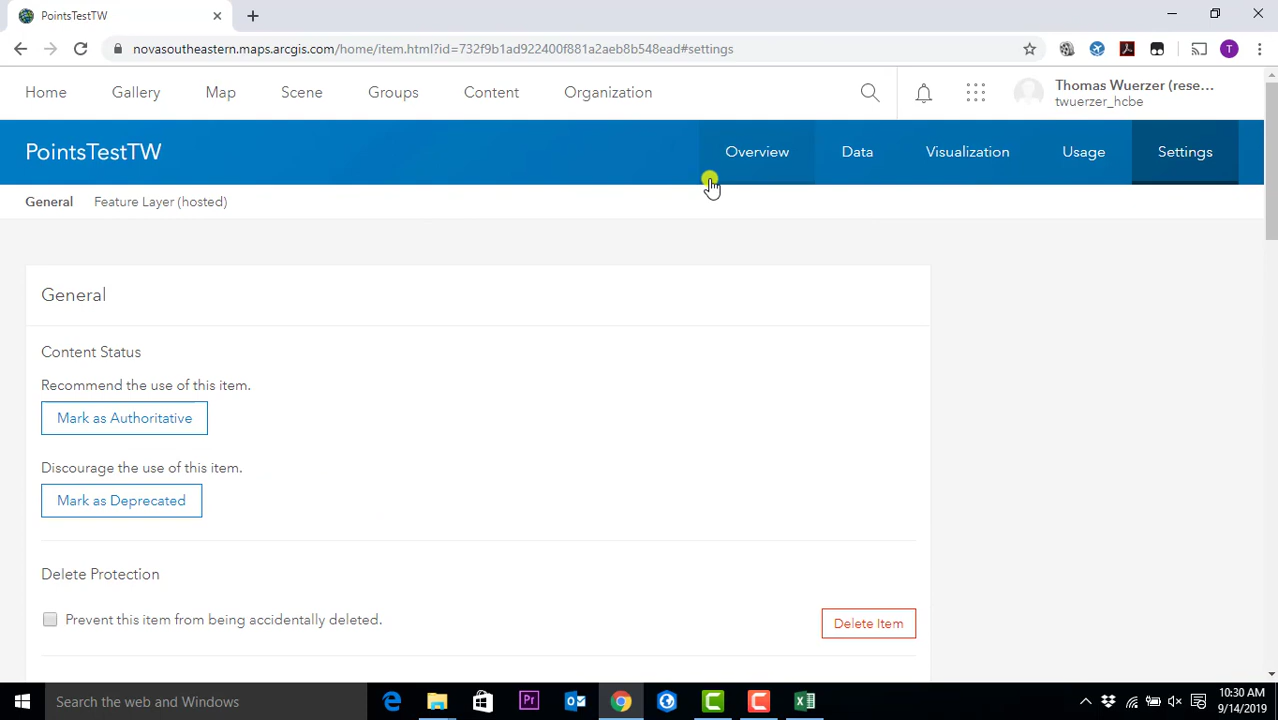 PointsTestTW
novasoutheastern.maps.arcgis.com/home/item.html?id=732f9b1ad922400f881a2aeb8b548ead#settings
T
Home Gallery Map Scene Groups Content Organization
Thomas Wuerzer (rese...
twuerzer_hcbe
PointsTestTW
Overview Data Visualization Usage Settings
General Feature Layer (hosted)
General
Content Status
Recommend the use of this item.
Mark as Authoritative
Discourage the use of this item.
Mark as Deprecated
Delete Protection
Prevent this item from being accidentally deleted.
Delete Item
Search the web and Windows
Pr
10:30 AM
9/14/2019